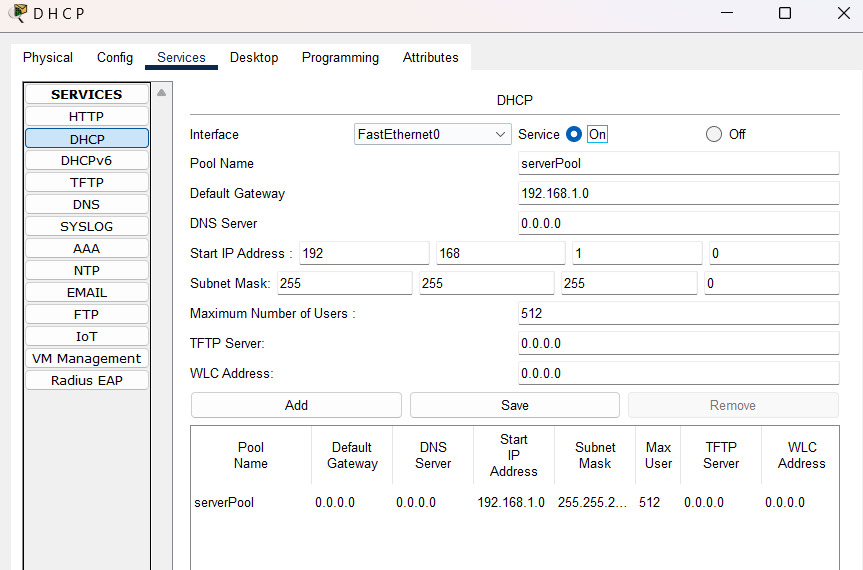 DHCP
Physical Config Services Desktop Programming Attributes
SERVICES
HTTP
DHCP
DHCPv6
TFTP
DNS
SYSLOG
AAA
NTP
EMAIL
FTP
IoT
VM Management
Radius EAP
DHCP
Interface FastEthernet0 Service On Off
Pool Name serverPool
Default Gateway 192.168.1.0
DNS Server 0.0.0.0
Start IP Address : 192 168 1 0
Subnet Mask: 255 255 255 0
Maximum Number of Users : 512
TFTP Server: 0.0.0.0
WLC Address: 0.0.0.0
Add Save Remove
Pool Name Default Gateway DNS Server Start IP Address Subnet Mask Max User TFTP Server WLC Address
serverPool 0.0.0.0 0.0.0.0 192.168.1.0 255.255.2... 512 0.0.0.0 0.0.0.0